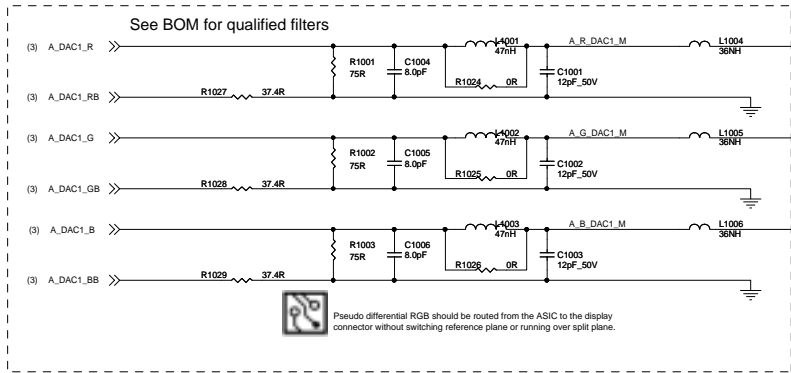 See BOM for qualified filters
(3) A_DAC1_R
L1001
47nH
A_R_DAC1_M
L1004
36NH
R1001
75R
C1004
8.0pF
R1024 0R
C1001
12pF_50V
(3) A_DAC1_RB
R1027 37.4R
(3) A_DAC1_G
L1002
47nH
A_G_DAC1_M
L1005
36NH
R1002
75R
C1005
8.0pF
R1025 0R
C1002
12pF_50V
(3) A_DAC1_GB
R1028 37.4R
(3) A_DAC1_B
L1003
47nH
A_B_DAC1_M
L1006
36NH
R1003
75R
C1006
8.0pF
R1026 0R
C1003
12pF_50V
(3) A_DAC1_BB
R1029 37.4R
Pseudo differential RGB should be routed from the ASIC to the display
connector without switching reference plane or running over split plane.